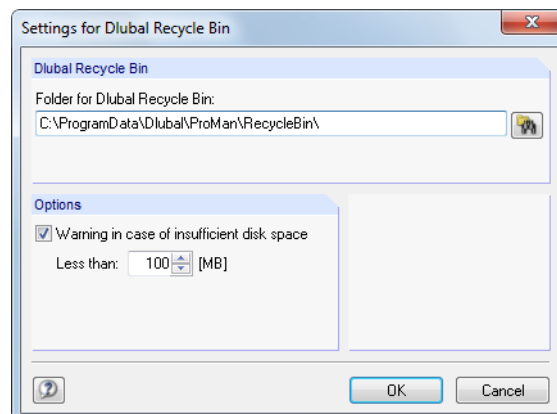 Settings for Dlubal Recycle Bin
Dlubal Recycle Bin
Folder for Dlubal Recycle Bin:
C:\ProgramData\Dlubal\ProMan\RecycleBin\
Options
Warning in case of insufficient disk space
Less than: 100 [MB]
OK Cancel